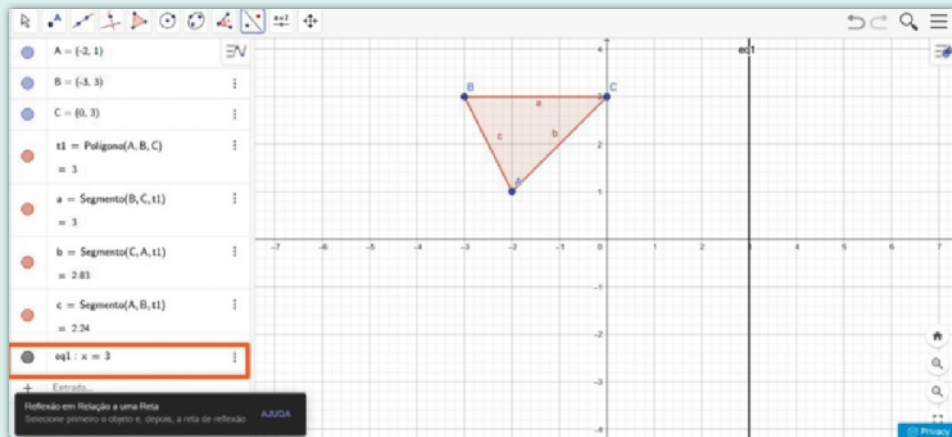 a=2
A = (-2, 1)
B = (-3, 3)
C = (0, 3)
t1 = Polígono(A, B, C)
= 3
a = Segmento(B, C, t1)
= 3
b = Segmento(C, A, t1)
= 2.83
c = Segmento(A, B, t1)
= 2.24
eq1 : x = 3
+ Entrada...
Reflexão em Relação a uma Reta
Selecione primeiro o objeto e, depois, a reta de reflexão
AJUDA
4
eq1
B
C
3
a
c
b
2
A
1
-7 -6 -5 -4 -3 -2 -1 0 1 2 3 4 5 6 7
-1
-2
-3
-4
Privacy